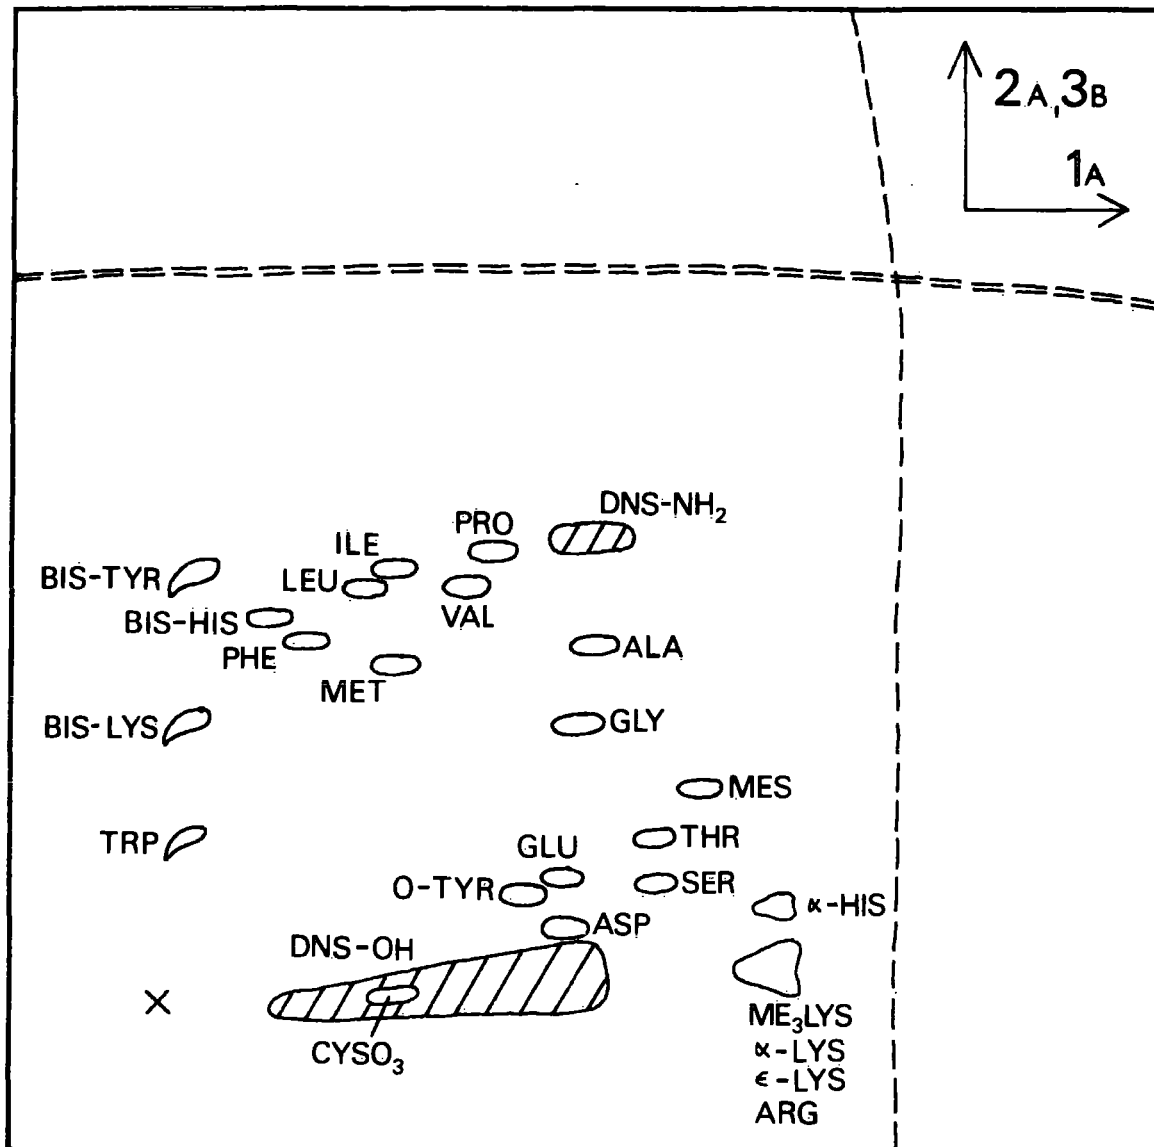 2A,3B
1A
DNS-NH₂
PRO
ILE
BIS-TYR
LEU
VAL
BIS-HIS
PHE
ALA
MET
BIS-LYS
GLY
MES
TRP
THR
GLU
O-TYR
SER
α-HIS
ASP
DNS-OH
×
ME₃LYS
CYSO₃
α-LYS
ε-LYS
ARG